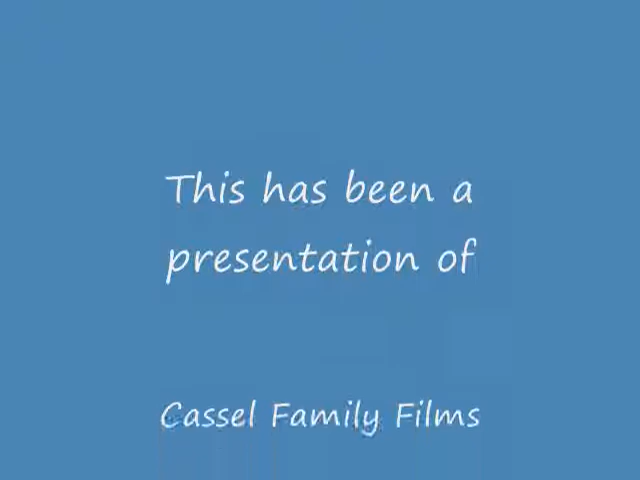 This has been a
presentation of
Cassel Family Films